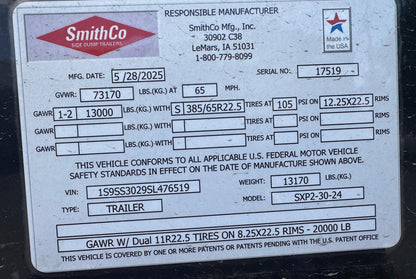 SmithCo
SIDE DUMP TRAILERS
RESPONSIBLE MANUFACTURER
SmithCo Mfg., Inc.
30902 C38
LeMars, IA 51031
1-800-779-8099
Made in
the USA
MFG. DATE: 5/28/2025 SERIAL NO.: 17519
GVWR: 73170 LBS.(KG.) AT 65 MPH.
GAWR 1-2 13000 LBS.(KG.) WITH S 385/65R22.5 TIRES AT 105 PSI ON 12.25X22.5 RIMS
GAWR LBS.(KG.) WITH TIRES AT PSI ON RIMS
GAWR LBS.(KG.) WITH TIRES AT PSI ON RIMS
THIS VEHICLE CONFORMS TO ALL APPLICABLE U.S. FEDERAL MOTOR VEHICLE
SAFETY STANDARDS IN EFFECT ON THE DATE OF MANUFACTURE SHOWN ABOVE.
VIN: 1S9SS3029SL476519 WEIGHT: 13170 LBS.(KG.)
TYPE: TRAILER MODEL: SXP2-30-24
GAWR W/ Dual 11R22.5 TIRES ON 8.25X22.5 RIMS - 20000 LB
THIS VEHICLE IS COVERED BY ONE OR MORE PATENTS OR PATENTS PENDING WITH THE U.S. PATENT OFFICE